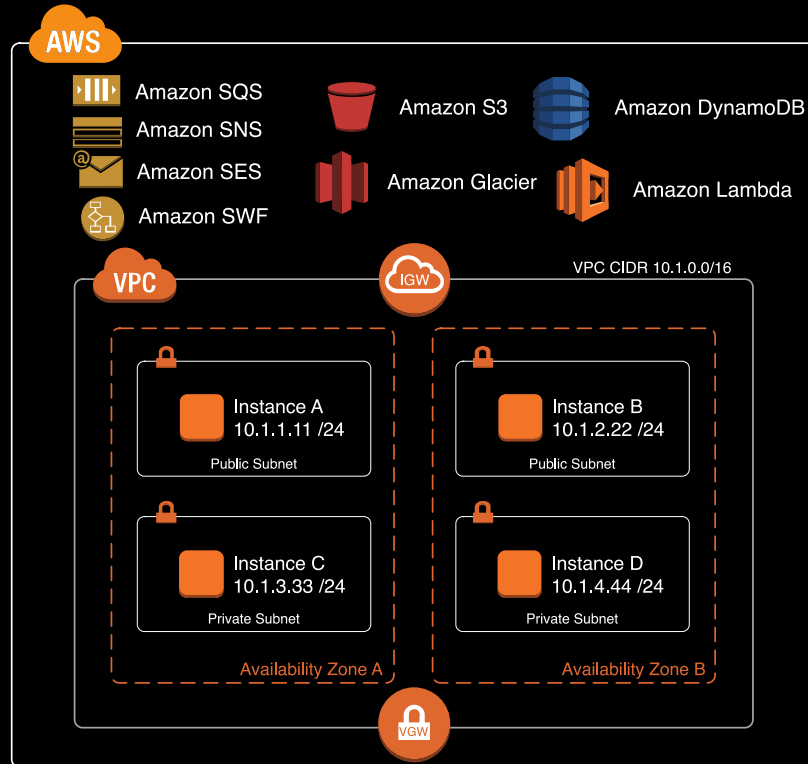 AWS
Amazon SQS
Amazon SNS
@
Amazon SES
Amazon SWF
Amazon S3
Amazon Glacier
Amazon DynamoDB
Amazon Lambda
VPC
IGW
VPC CIDR 10.1.0.0/16
Instance A
10.1.1.11 /24
Public Subnet
Instance B
10.1.2.22 /24
Public Subnet
Instance C
10.1.3.33 /24
Private Subnet
Instance D
10.1.4.44 /24
Private Subnet
Availability Zone A
Availability Zone B
VGW